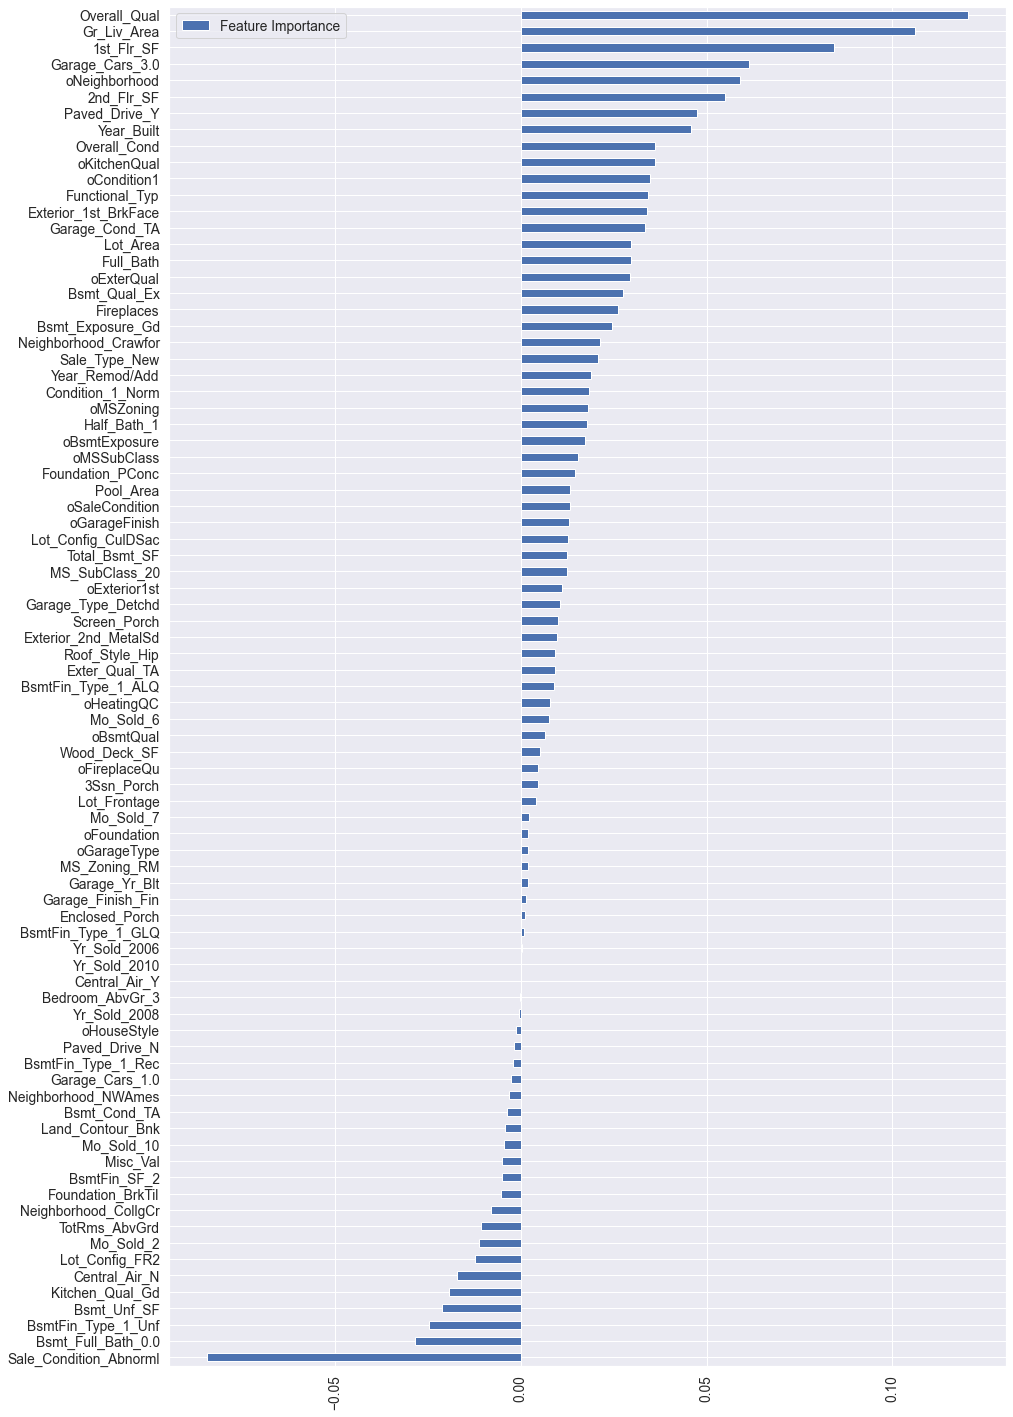 Feature Importance
Overall_Qual
Gr_Liv_Area
1st_Flr_SF
Garage_Cars_3.0
oNeighborhood
2nd_Flr_SF
Paved_Drive_Y
Year_Built
Overall_Cond
oKitchenQual
oCondition1
Functional_Typ
Exterior_1st_BrkFace
Garage_Cond_TA
Lot_Area
Full_Bath
oExterQual
Bsmt_Qual_Ex
Fireplaces
Bsmt_Exposure_Gd
Neighborhood_Crawfor
Sale_Type_New
Year_Remod/Add
Condition_1_Norm
oMSZoning
Half_Bath_1
oBsmtExposure
oMSSubClass
Foundation_PConc
Pool_Area
oSaleCondition
oGarageFinish
Lot_Config_CulDSac
Total_Bsmt_SF
MS_SubClass_20
oExterior1st
Garage_Type_Detchd
Screen_Porch
Exterior_2nd_MetalSd
Roof_Style_Hip
Exter_Qual_TA
BsmtFin_Type_1_ALQ
oHeatingQC
Mo_Sold_6
oBsmtQual
Wood_Deck_SF
oFireplaceQu
3Ssn_Porch
Lot_Frontage
Mo_Sold_7
oFoundation
oGarageType
MS_Zoning_RM
Garage_Yr_Blt
Garage_Finish_Fin
Enclosed_Porch
BsmtFin_Type_1_GLQ
Yr_Sold_2006
Yr_Sold_2010
Central_Air_Y
Bedroom_AbvGr_3
Yr_Sold_2008
oHouseStyle
Paved_Drive_N
BsmtFin_Type_1_Rec
Garage_Cars_1.0
Neighborhood_NWAmes
Bsmt_Cond_TA
Land_Contour_Bnk
Mo_Sold_10
Misc_Val
BsmtFin_SF_2
Foundation_BrkTil
Neighborhood_CollgCr
TotRms_AbvGrd
Mo_Sold_2
Lot_Config_FR2
Central_Air_N
Kitchen_Qual_Gd
Bsmt_Unf_SF
BsmtFin_Type_1_Unf
Bsmt_Full_Bath_0.0
Sale_Condition_Abnorml
−0.05
0.00
0.05
0.10